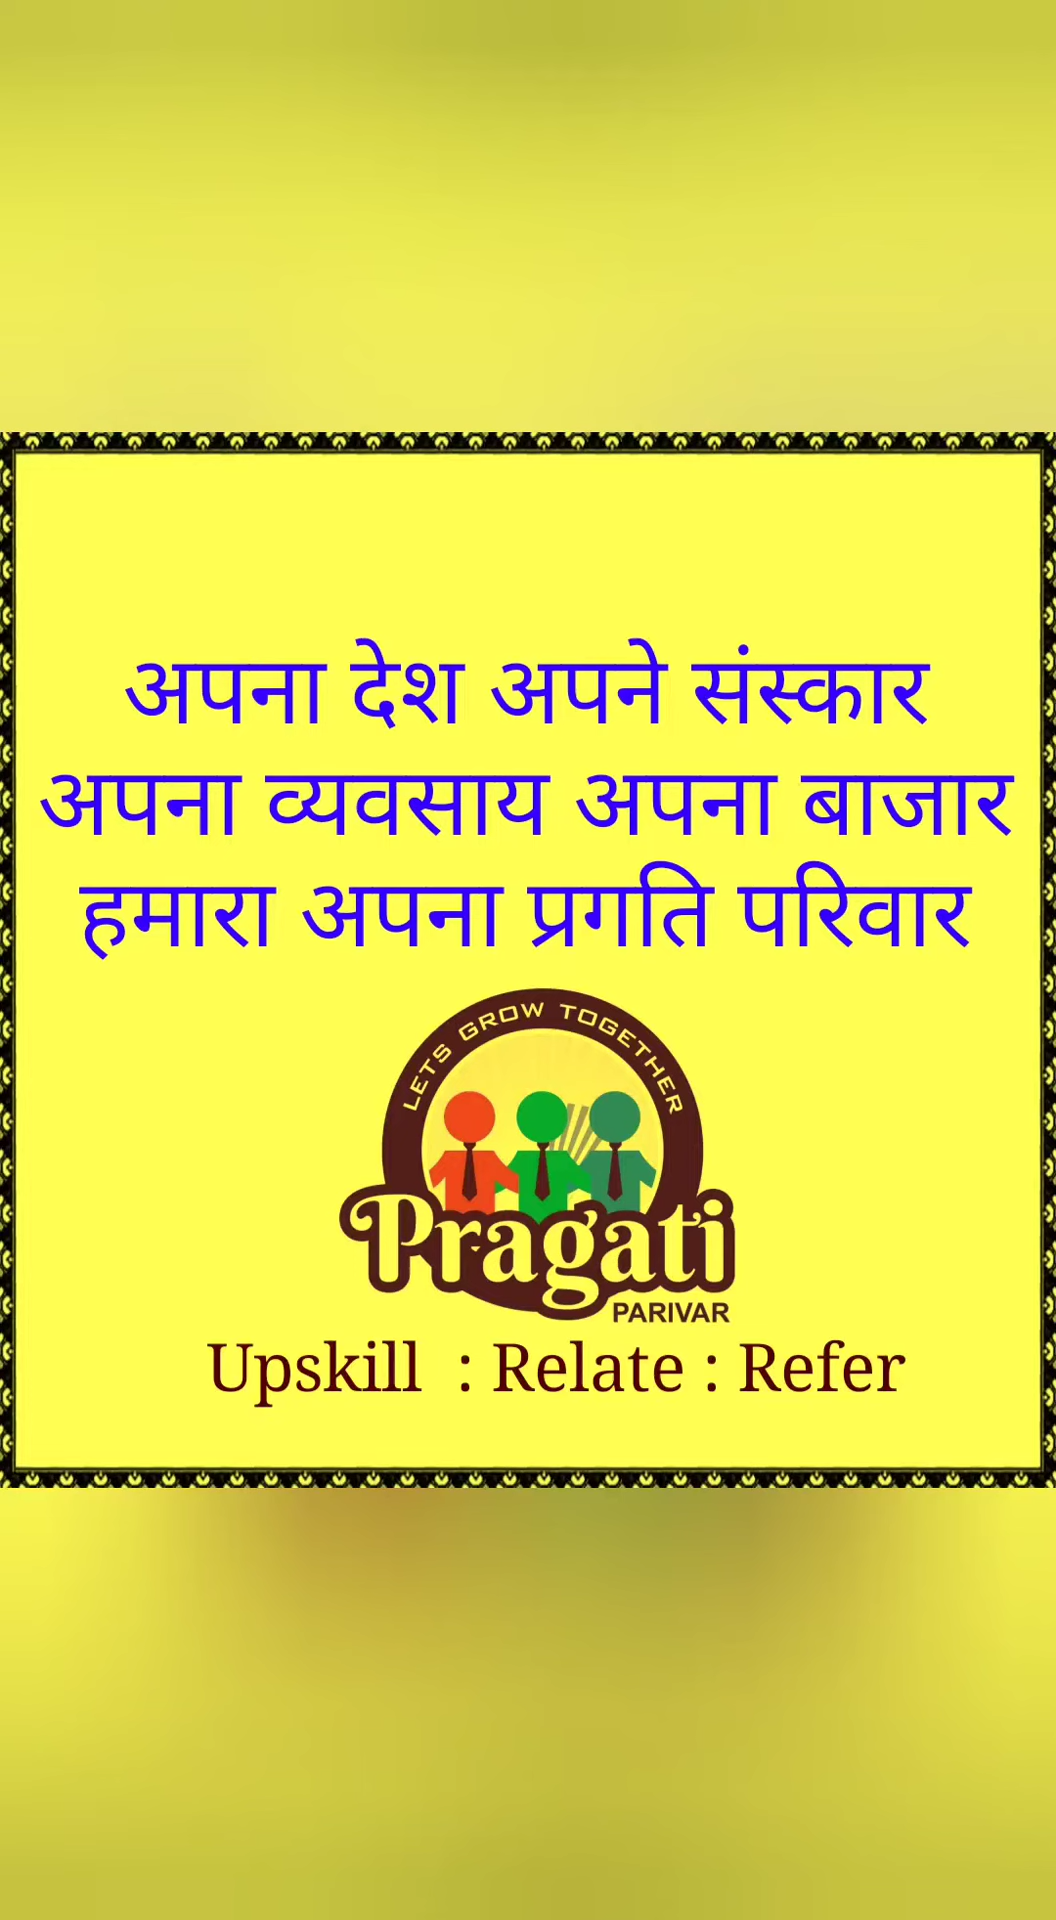 अपना देश अपने संस्कार
अपना व्यवसाय अपना बाजार
हमारा अपना प्रगति परिवार
LETS GROW TOGETHER
Pragati
PARIVAR
Upskill : Relate : Refer